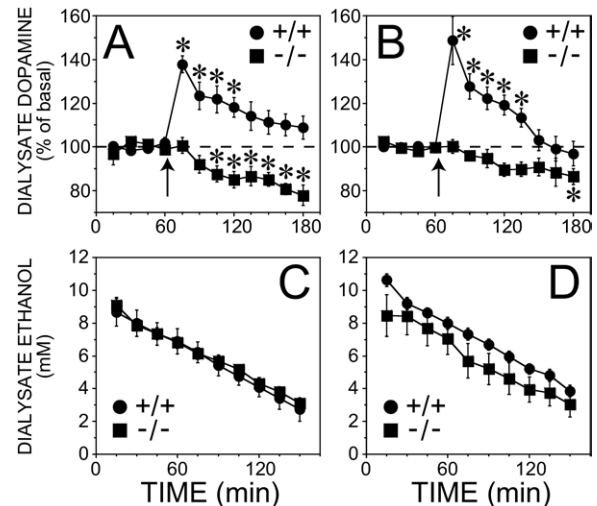 DIALYSATE DOPAMINE
(% of basal)
160
140
120
100
80
A
+/+
-/-
* * * *
* * * * * *
0 60 120 180
160
140
120
100
80
B
+/+
-/-
* * * * *
*
0 60 120 180
DIALYSATE ETHANOL
(mM)
12
10
8
6
4
2
0
C
+/+
-/-
0 60 120
TIME (min)
12
10
8
6
4
2
0
D
+/+
-/-
0 60 120
TIME (min)